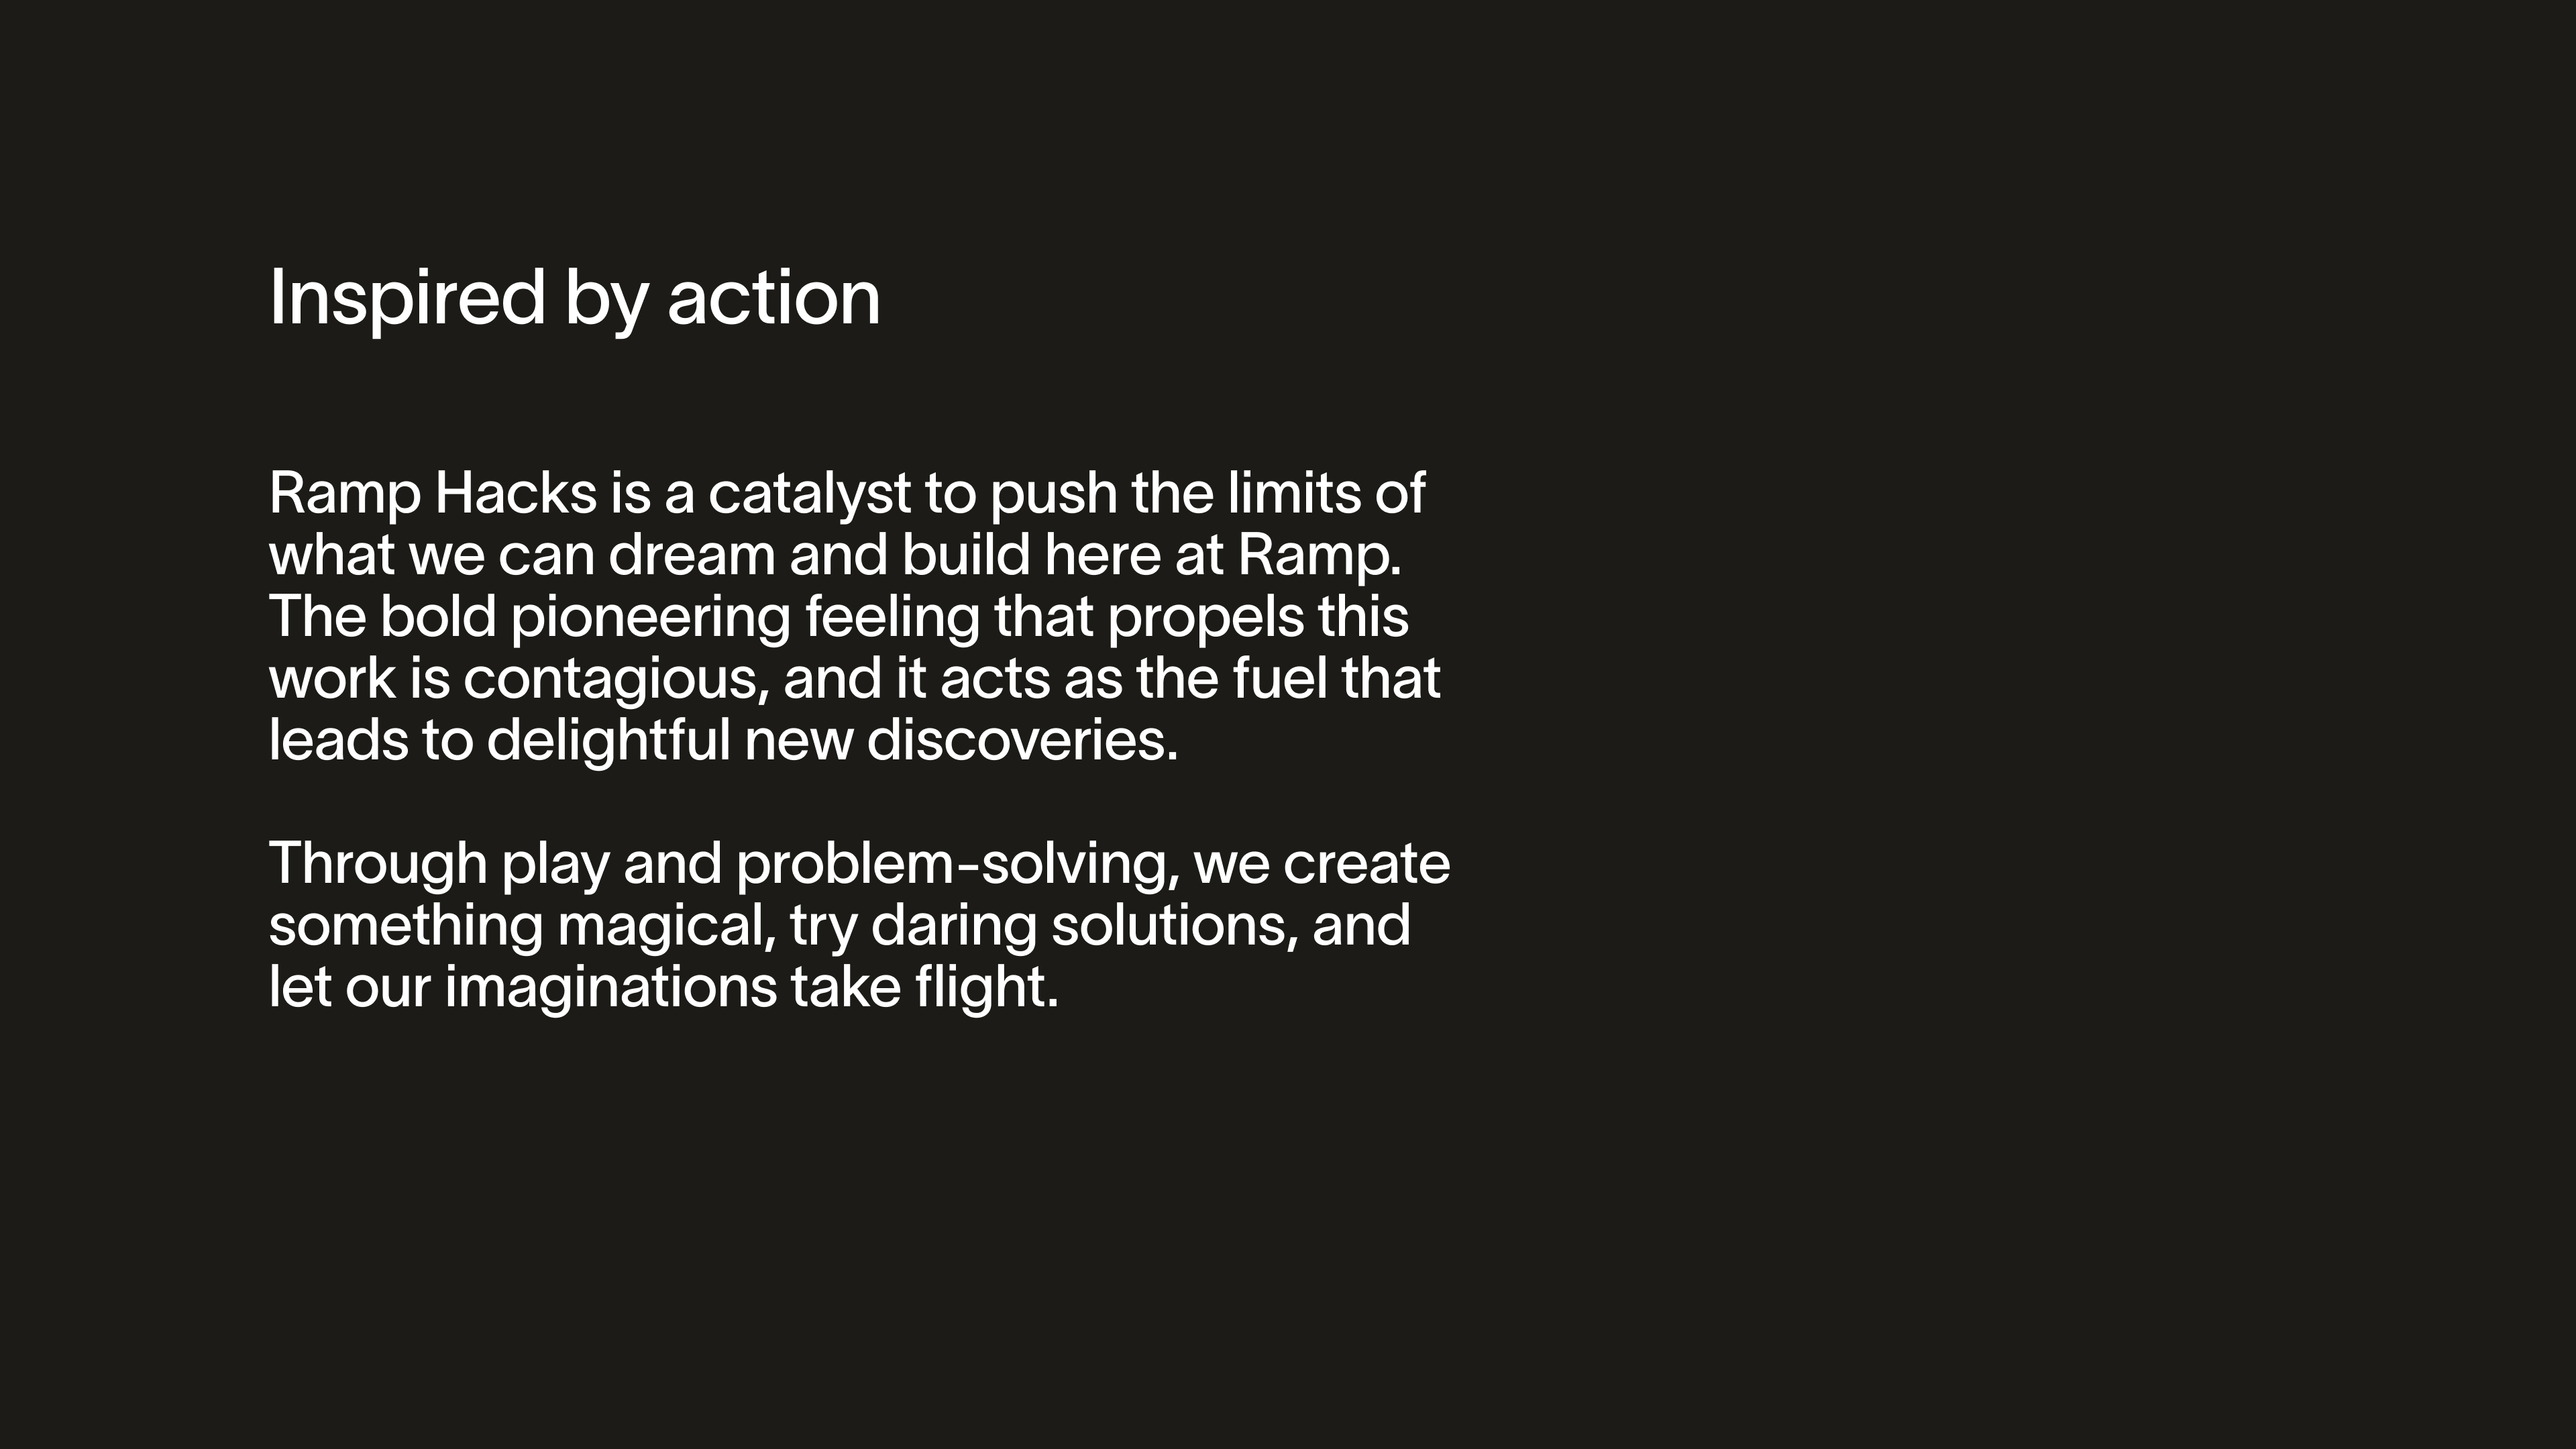 Inspired by action
Ramp Hacks is a catalyst to push the limits of
what we can dream and build here at Ramp.
The bold pioneering feeling that propels this
work is contagious, and it acts as the fuel that
leads to delightful new discoveries.
Through play and problem-solving, we create
something magical, try daring solutions, and
let our imaginations take flight.